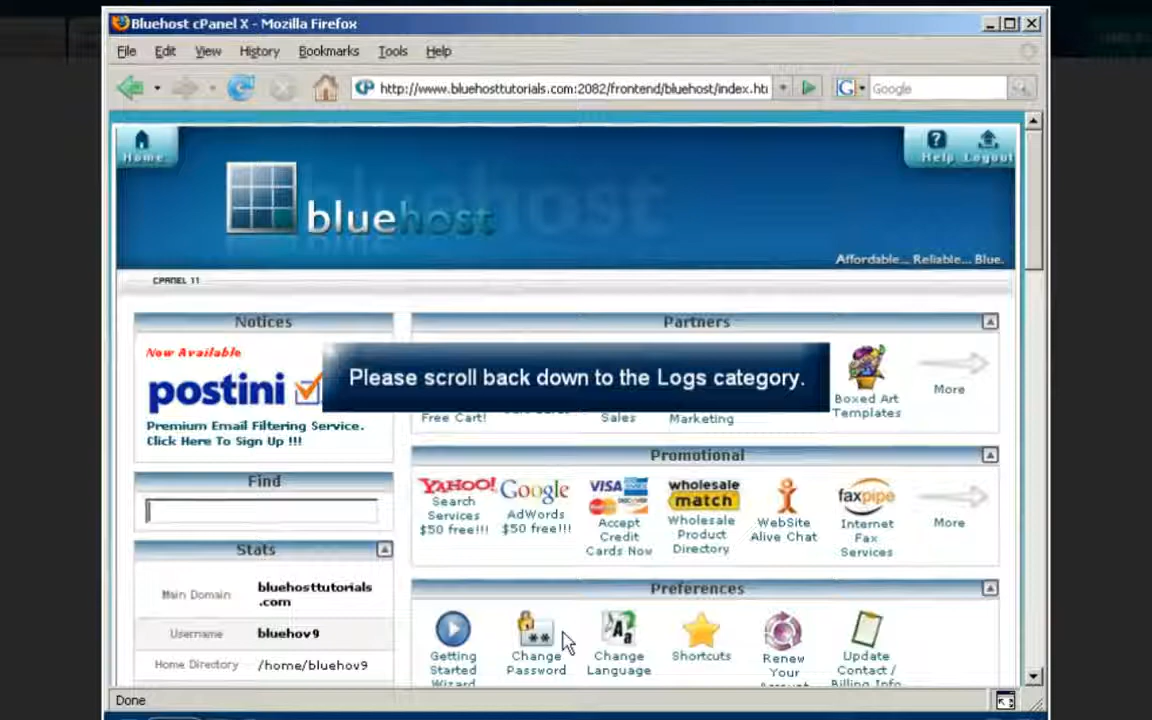 Bluehost cPanel X - Mozilla Firefox
File Edit View History Bookmarks Tools Help
http://www.bluehosttutorials.com:2082/frontend/bluehost/index.ht
Google
Home
Help Logout
bluehost
Affordable... Reliable... Blue.
CPANEL 11
Notices
Now Available
postini
Premium Email Filtering Service.
Click Here To Sign Up !!!
Find
Stats
Main Domain bluehosttutorials
.com
Username bluehov9
Home Directory /home/bluehov9
Partners
Please scroll back down to the Logs category.
Free Cart!
Sales
Marketing
Boxed Art
Templates
More
Promotional
YAHOO!
Search
Services
$50 free!!!
Google
AdWords
$50 free!!!
VISA
Accept
Credit
Cards Now
wholesale
match
Wholesale
Product
Directory
WebSite
Alive Chat
faxpipe
Internet
Fax
Services
More
Preferences
Getting
Started
Wizard
Change
Password
Change
Language
Shortcuts
Renew
Your
Update
Contact /
Billing Info
Done